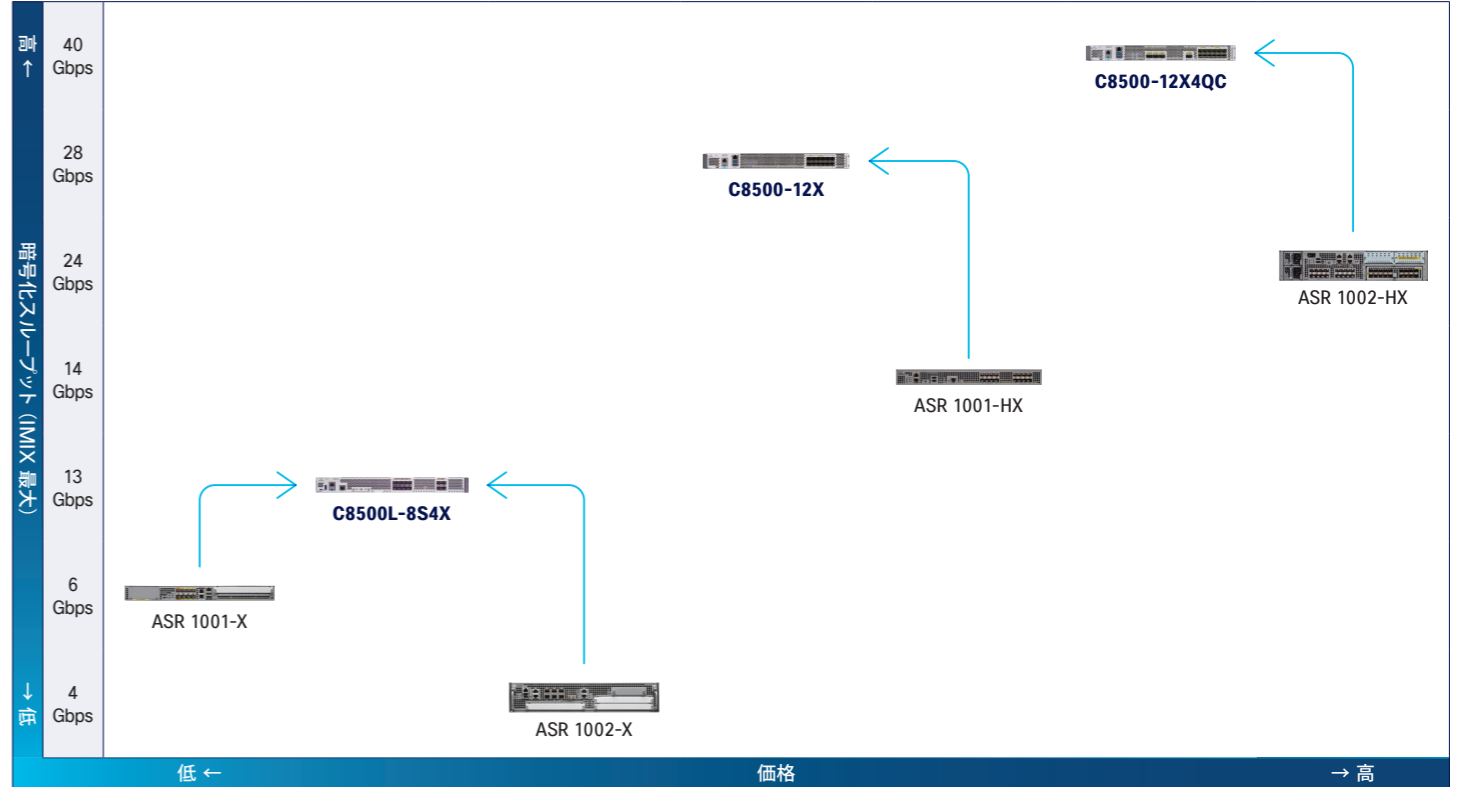 高 ←
暗号化スループット (IMIX 最大)
→ 低
40
Gbps
28
Gbps
24
Gbps
14
Gbps
13
Gbps
6
Gbps
4
Gbps
C8500-12X4QC
C8500-12X
ASR 1002-HX
ASR 1001-HX
C8500L-8S4X
ASR 1001-X
ASR 1002-X
低 ←
価格
→ 高